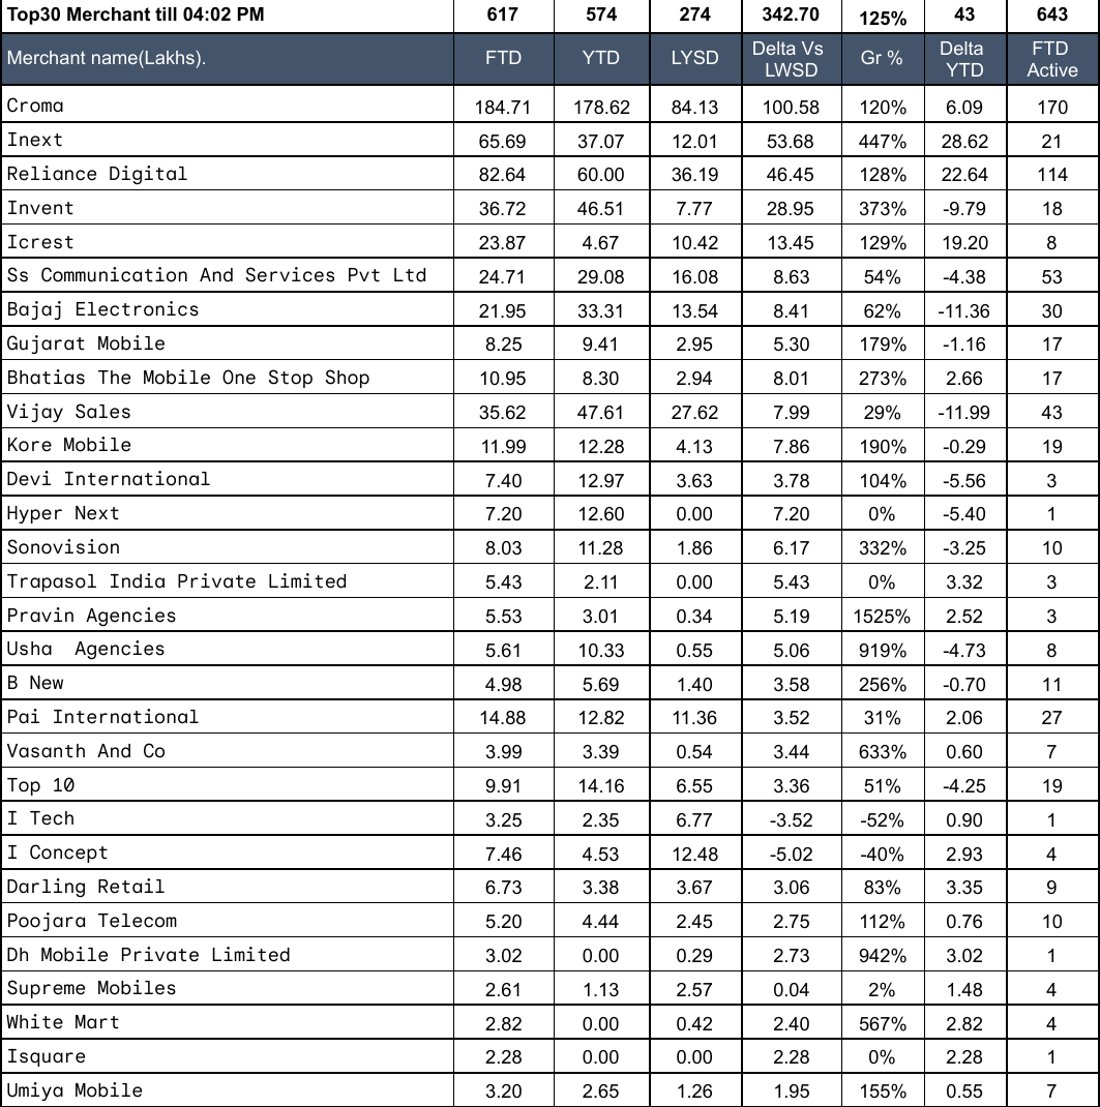 Top30 Merchant till 04:02 PM 617 574 274 342.70 125% 43 643
Merchant name(Lakhs). FTD YTD LYSD Delta Vs LWSD Gr % Delta YTD FTD Active
Croma 184.71 178.62 84.13 100.58 120% 6.09 170
Inext 65.69 37.07 12.01 53.68 447% 28.62 21
Reliance Digital 82.64 60.00 36.19 46.45 128% 22.64 114
Invent 36.72 46.51 7.77 28.95 373% -9.79 18
Icrest 23.87 4.67 10.42 13.45 129% 19.20 8
Ss Communication And Services Pvt Ltd 24.71 29.08 16.08 8.63 54% -4.38 53
Bajaj Electronics 21.95 33.31 13.54 8.41 62% -11.36 30
Gujarat Mobile 8.25 9.41 2.95 5.30 179% -1.16 17
Bhatias The Mobile One Stop Shop 10.95 8.30 2.94 8.01 273% 2.66 17
Vijay Sales 35.62 47.61 27.62 7.99 29% -11.99 43
Kore Mobile 11.99 12.28 4.13 7.86 190% -0.29 19
Devi International 7.40 12.97 3.63 3.78 104% -5.56 3
Hyper Next 7.20 12.60 0.00 7.20 0% -5.40 1
Sonovision 8.03 11.28 1.86 6.17 332% -3.25 10
Trapasol India Private Limited 5.43 2.11 0.00 5.43 0% 3.32 3
Pravin Agencies 5.53 3.01 0.34 5.19 1525% 2.52 3
Usha  Agencies 5.61 10.33 0.55 5.06 919% -4.73 8
B New 4.98 5.69 1.40 3.58 256% -0.70 11
Pai International 14.88 12.82 11.36 3.52 31% 2.06 27
Vasanth And Co 3.99 3.39 0.54 3.44 633% 0.60 7
Top 10 9.91 14.16 6.55 3.36 51% -4.25 19
I Tech 3.25 2.35 6.77 -3.52 -52% 0.90 1
I Concept 7.46 4.53 12.48 -5.02 -40% 2.93 4
Darling Retail 6.73 3.38 3.67 3.06 83% 3.35 9
Poojara Telecom 5.20 4.44 2.45 2.75 112% 0.76 10
Dh Mobile Private Limited 3.02 0.00 0.29 2.73 942% 3.02 1
Supreme Mobiles 2.61 1.13 2.57 0.04 2% 1.48 4
White Mart 2.82 0.00 0.42 2.40 567% 2.82 4
Isquare 2.28 0.00 0.00 2.28 0% 2.28 1
Umiya Mobile 3.20 2.65 1.26 1.95 155% 0.55 7